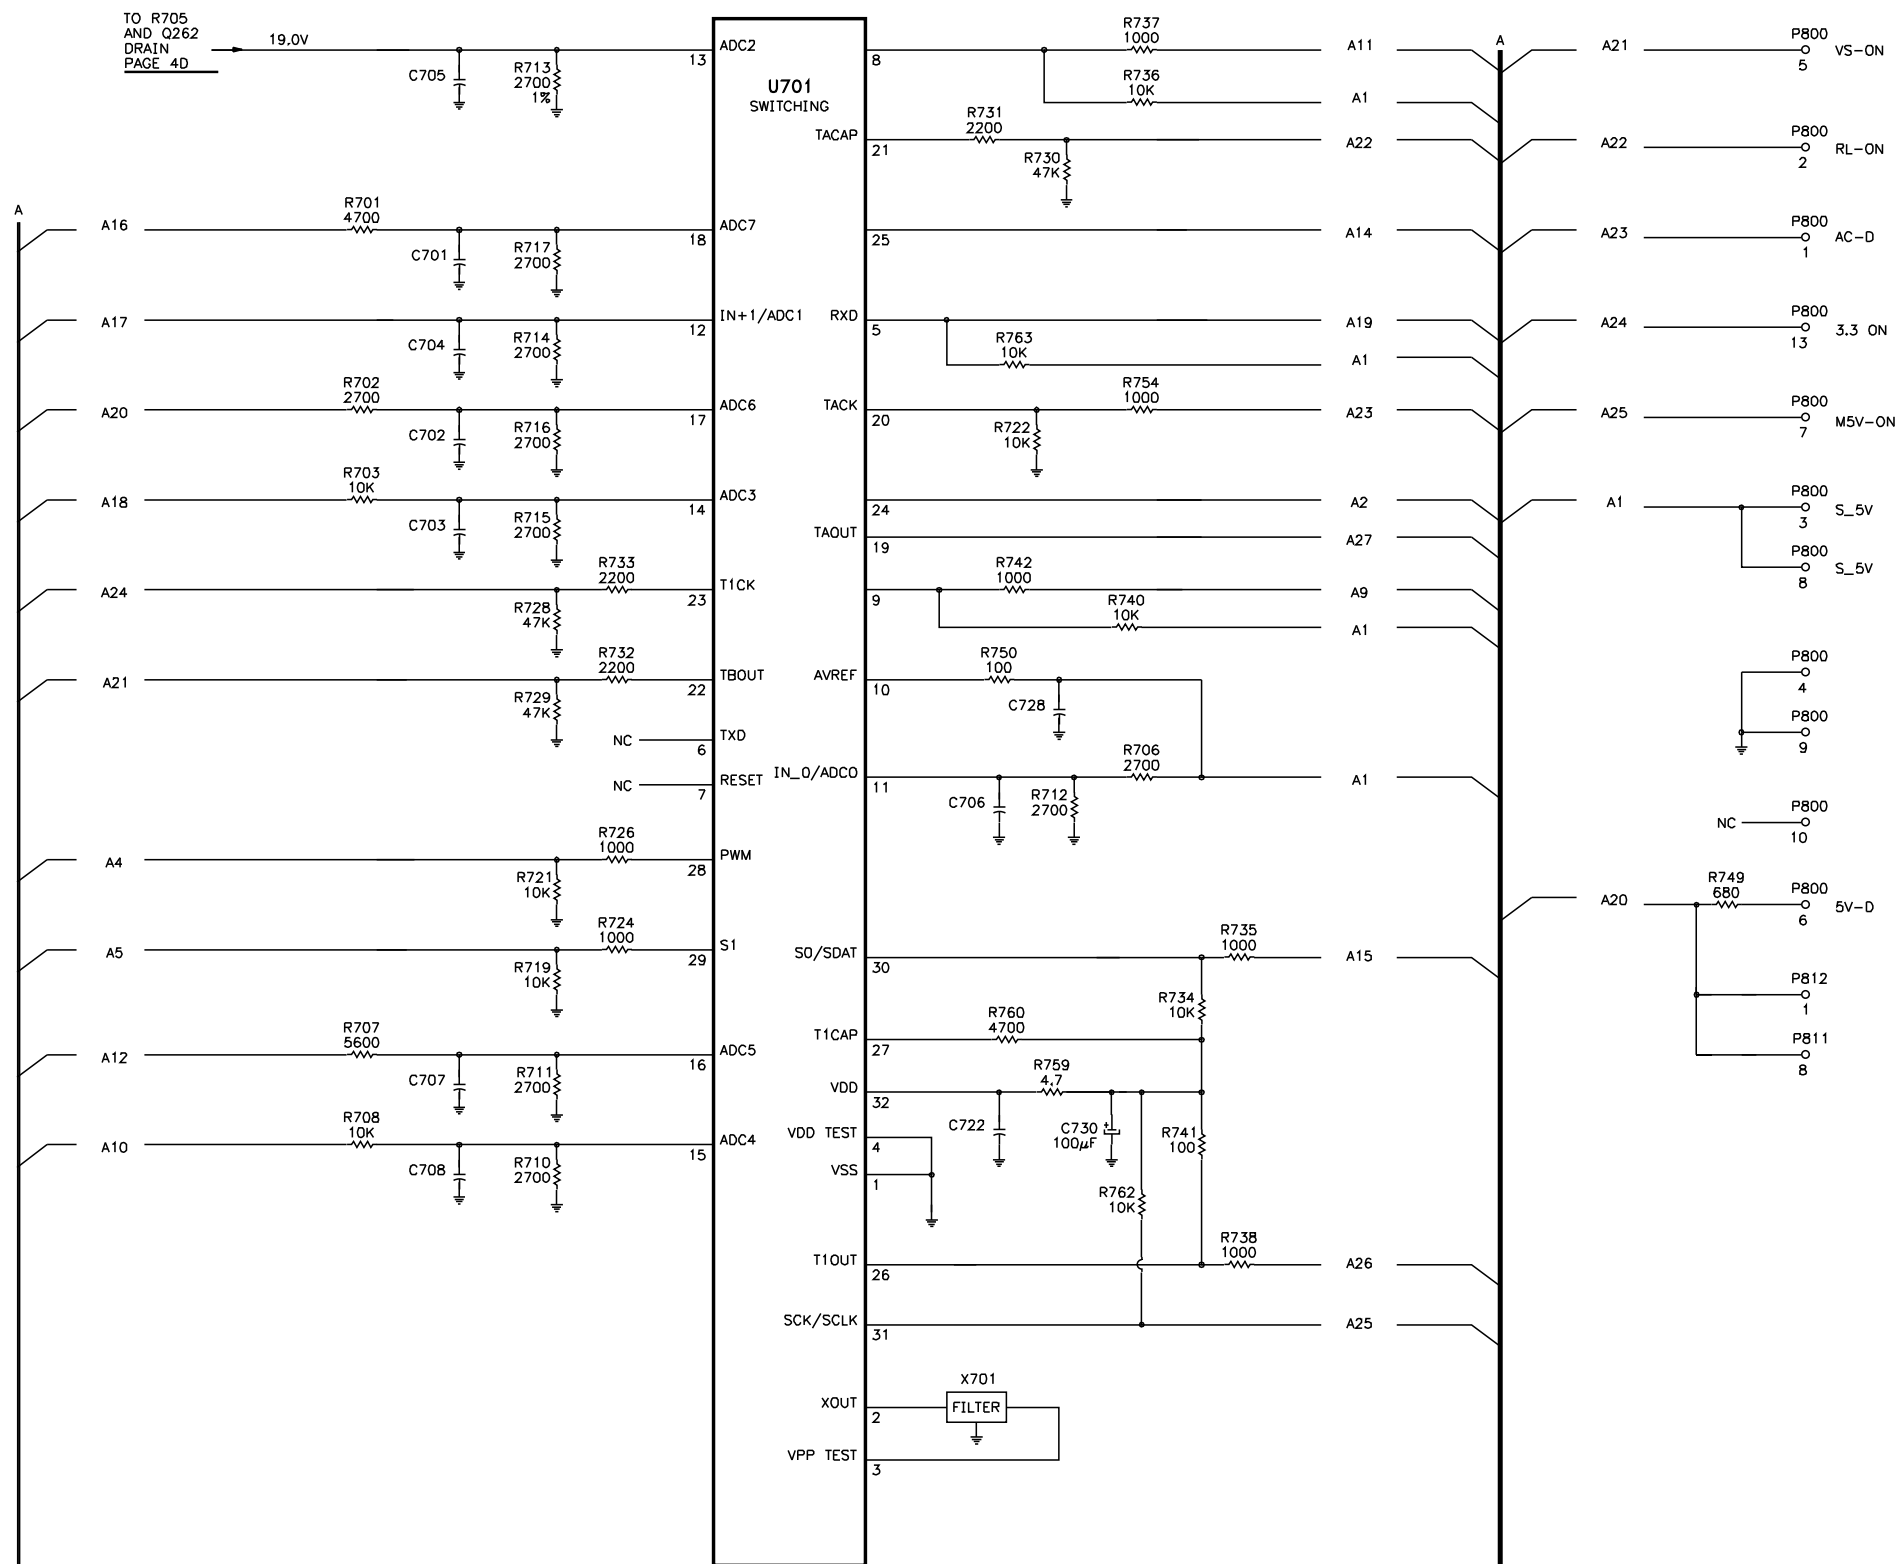 TO R705
AND Q262
DRAIN
PAGE 4D
19.0V
C705
R713
2700
1%
13
ADC2
U701
SWITCHING
8
R737
1000
A11
R736
10K
A1
TACAP
21
R731
2200
R730
47K
A22
A
A16
R701
4700
C701
R717
2700
18
ADC7
25
A14
A17
C704
R714
2700
12
IN+1/ADC1
RXD
5
A19
R763
10K
A1
A20
R702
2700
C702
R716
2700
17
ADC6
TACK
20
R722
10K
R754
1000
A23
A18
R703
10K
C703
R715
2700
14
ADC3
24
A2
TAOUT
19
A27
A24
R733
2200
R728
47K
23
T1CK
9
R742
1000
A9
R740
10K
A1
A21
R732
2200
R729
47K
22
TBOUT
AVREF
10
R750
100
C728
NC
6
TXD
NC
7
RESET
IN_0/ADC0
11
C706
R712
2700
R706
2700
A1
A4
R726
1000
R721
10K
28
PWM
A5
R724
1000
R719
10K
29
S1
S0/SDAT
30
R735
1000
A15
R734
10K
T1CAP
27
R760
4700
A12
R707
5600
C707
R711
2700
16
ADC5
VDD
32
C722
R759
4.7
C730
+
100µF
R741
100
R762
10K
A10
R708
10K
C708
R710
2700
15
ADC4
VDD TEST
4
VSS
1
T1OUT
26
R738
1000
A26
SCK/SCLK
31
A25
XOUT
2
X701
FILTER
VPP TEST
3
A
A21
P800
5
VS-ON
A22
P800
2
RL-ON
A23
P800
1
AC-D
A24
P800
13
3.3 ON
A25
P800
7
M5V-ON
A1
P800
3
S_5V
P800
8
S_5V
P800
4
P800
9
NC
P800
10
A20
R749
680
P800
6
5V-D
P812
1
P811
8